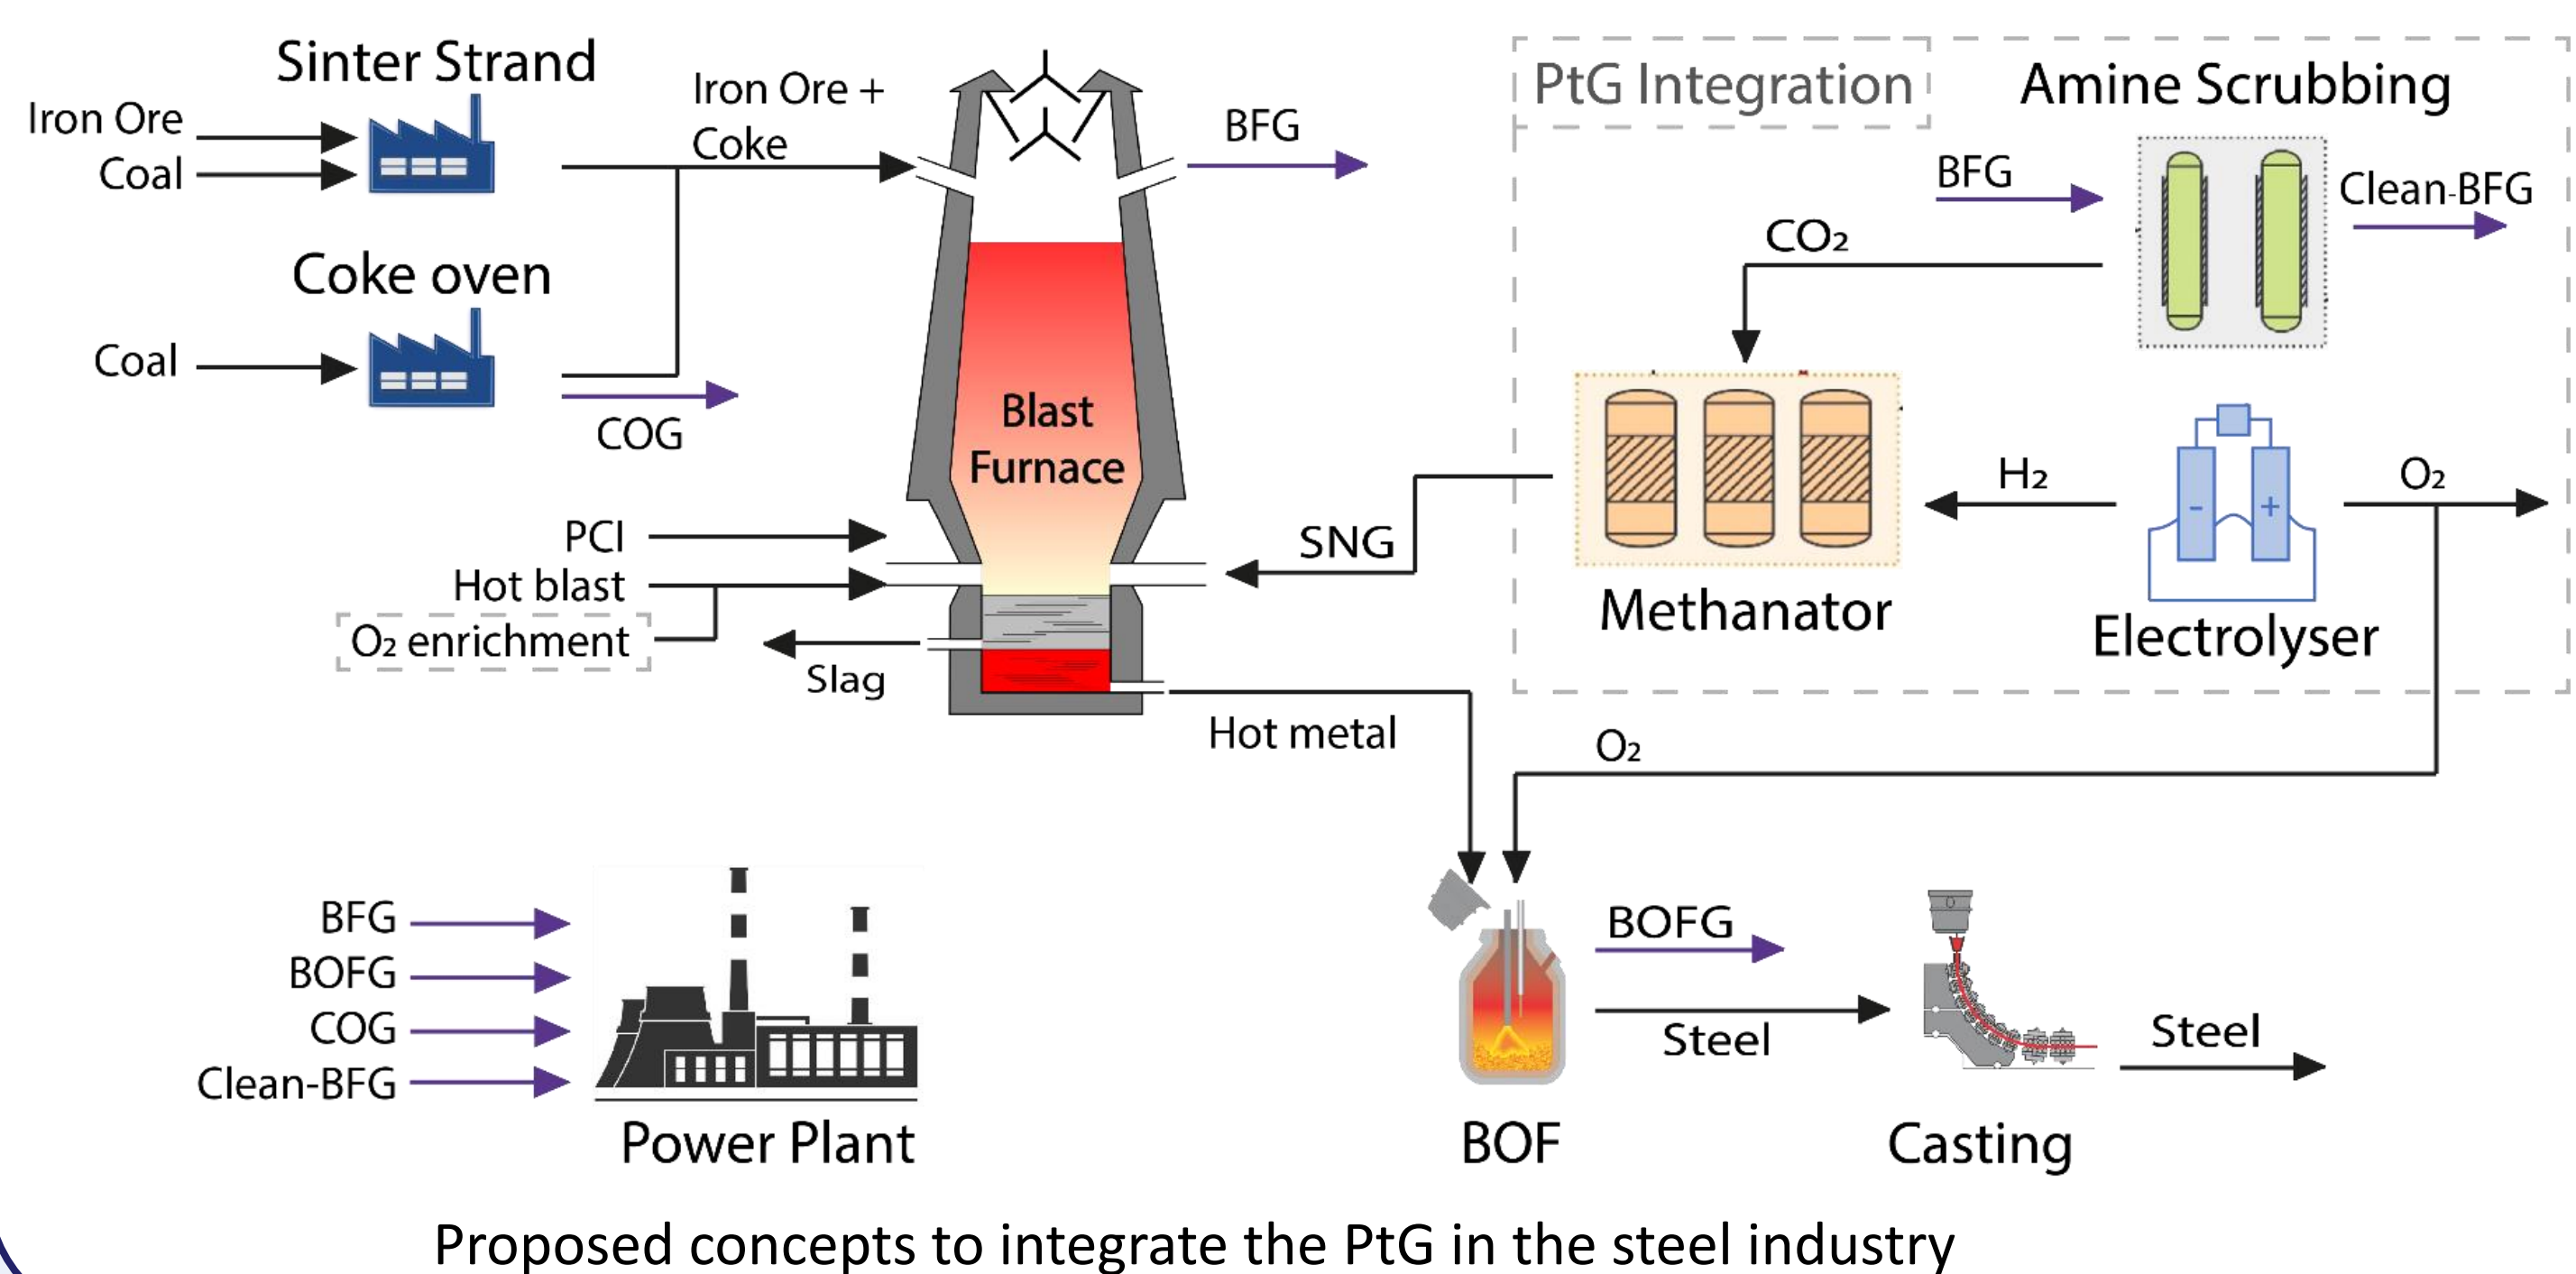 Sinter Strand
Iron Ore
Coal
Iron Ore +
Coke
BFG
PtG Integration
Amine Scrubbing
BFG
Clean-BFG
CO₂
Coke oven
Coal
COG
Blast
Furnace
PCI
Hot blast
O₂ enrichment
Slag
SNG
H₂
O₂
-
+
Methanator
Electrolyser
Hot metal
O₂
BFG
BOFG
COG
Clean-BFG
Power Plant
BOFG
Steel
Steel
BOF
Casting
Proposed concepts to integrate the PtG in the steel industry